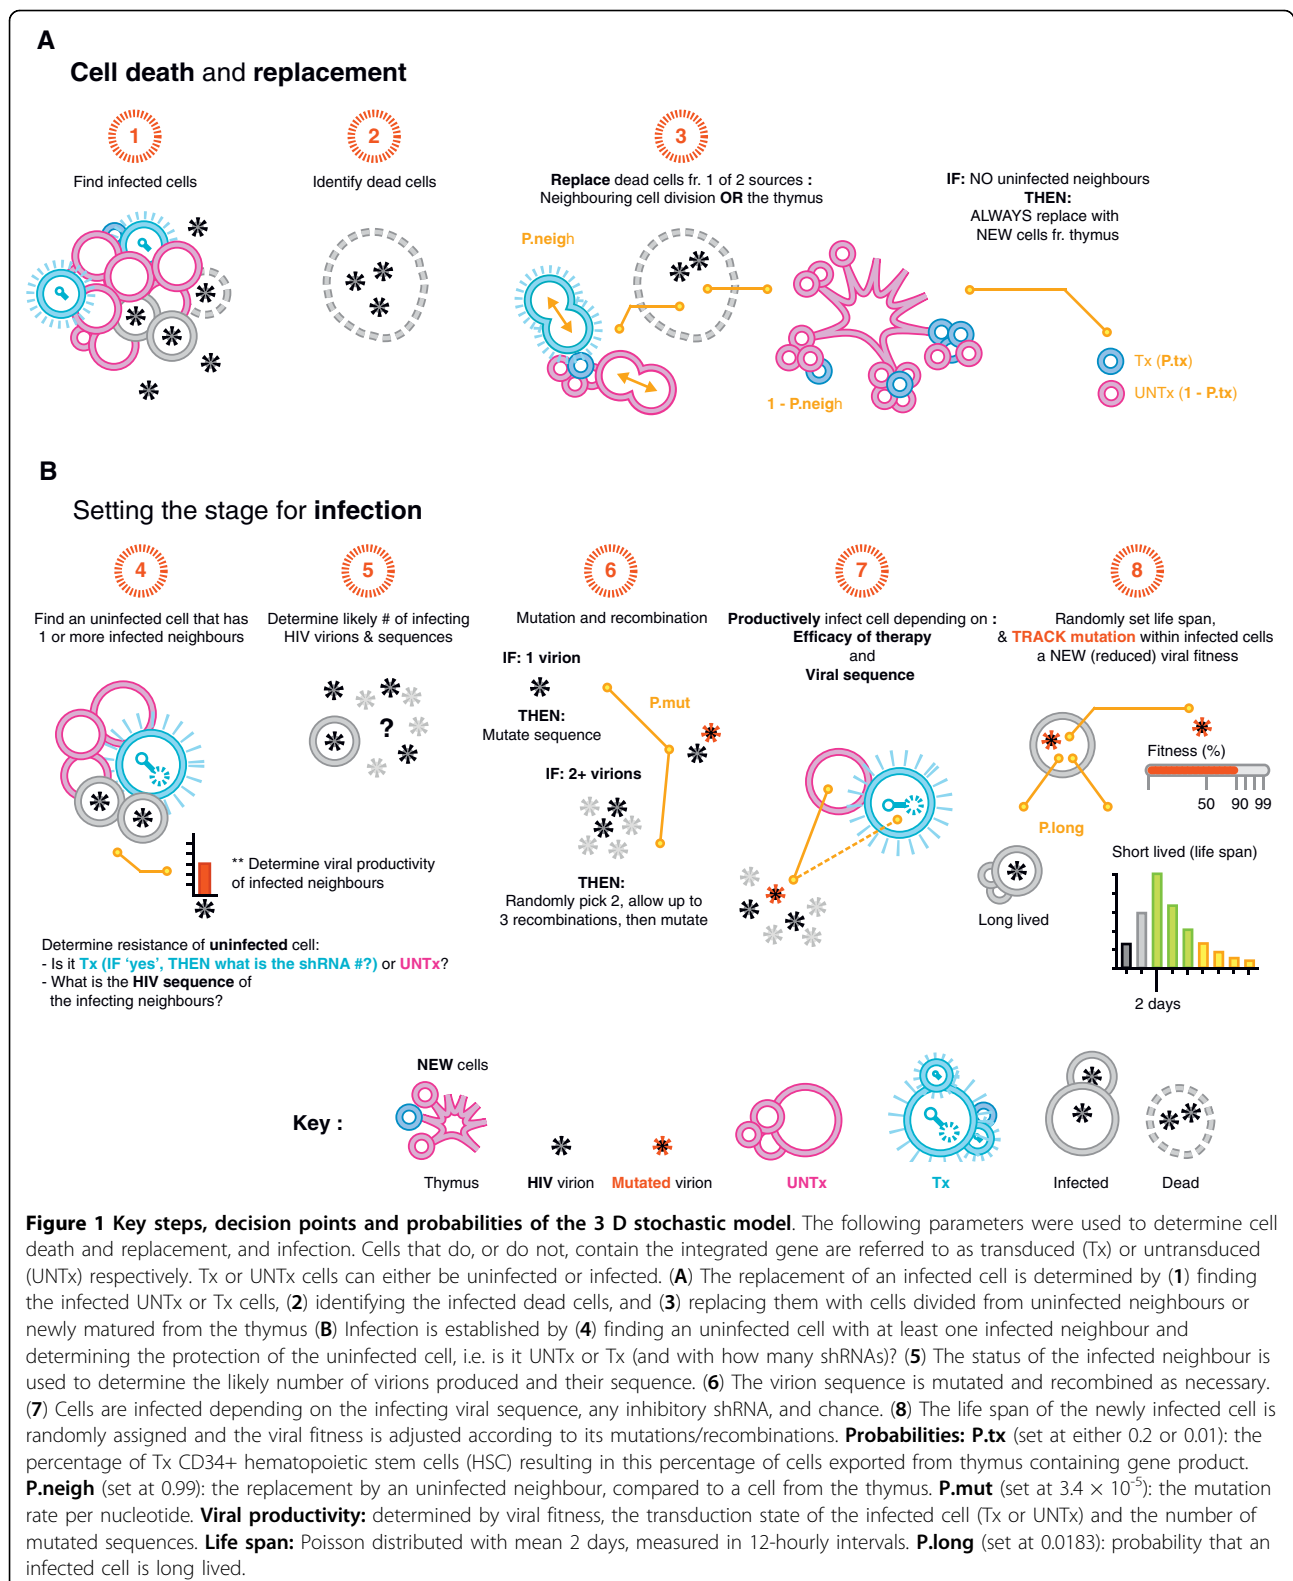 A
Cell death and replacement
1
2
3
Find infected cells
Identify dead cells
Replace dead cells fr. 1 of 2 sources :
Neighbouring cell division OR the thymus
IF: NO uninfected neighbours
THEN:
ALWAYS replace with
NEW cells fr. thymus
P.neigh
1 - P.neigh
Tx (P.tx)
UNTx (1 - P.tx)
B
Setting the stage for infection
4
5
6
7
8
Find an uninfected cell that has
1 or more infected neighbours
Determine likely # of infecting
HIV virions & sequences
Mutation and recombination
Productively infect cell depending on :
Efficacy of therapy
and
Viral sequence
Randomly set life span,
& TRACK mutation within infected cells
a NEW (reduced) viral fitness
?
IF: 1 virion
THEN:
Mutate sequence
P.mut
IF: 2+ virions
THEN:
Randomly pick 2, allow up to
3 recombinations, then mutate
** Determine viral productivity
of infected neighbours
Determine resistance of uninfected cell:
- Is it Tx (IF ‘yes’, THEN what is the shRNA #?) or UNTx?
- What is the HIV sequence of
the infecting neighbours?
Fitness (%)
50 90 99
P.long
Long lived
Short lived (life span)
2 days
Key :
NEW cells
Thymus
HIV virion
Mutated virion
UNTx
Tx
Infected
Dead
Figure 1 Key steps, decision points and probabilities of the 3 D stochastic model. The following parameters were used to determine cell
death and replacement, and infection. Cells that do, or do not, contain the integrated gene are referred to as transduced (Tx) or untransduced
(UNTx) respectively. Tx or UNTx cells can either be uninfected or infected. (A) The replacement of an infected cell is determined by (1) finding
the infected UNTx or Tx cells, (2) identifying the infected dead cells, and (3) replacing them with cells divided from uninfected neighbours or
newly matured from the thymus (B) Infection is established by (4) finding an uninfected cell with at least one infected neighbour and
determining the protection of the uninfected cell, i.e. is it UNTx or Tx (and with how many shRNAs)? (5) The status of the infected neighbour is
used to determine the likely number of virions produced and their sequence. (6) The virion sequence is mutated and recombined as necessary.
(7) Cells are infected depending on the infecting viral sequence, any inhibitory shRNA, and chance. (8) The life span of the newly infected cell is
randomly assigned and the viral fitness is adjusted according to its mutations/recombinations. Probabilities: P.tx (set at either 0.2 or 0.01): the
percentage of Tx CD34+ hematopoietic stem cells (HSC) resulting in this percentage of cells exported from thymus containing gene product.
P.neigh (set at 0.99): the replacement by an uninfected neighbour, compared to a cell from the thymus. P.mut (set at 3.4 × 10⁻⁵): the mutation
rate per nucleotide. Viral productivity: determined by viral fitness, the transduction state of the infected cell (Tx or UNTx) and the number of
mutated sequences. Life span: Poisson distributed with mean 2 days, measured in 12-hourly intervals. P.long (set at 0.0183): probability that an
infected cell is long lived.